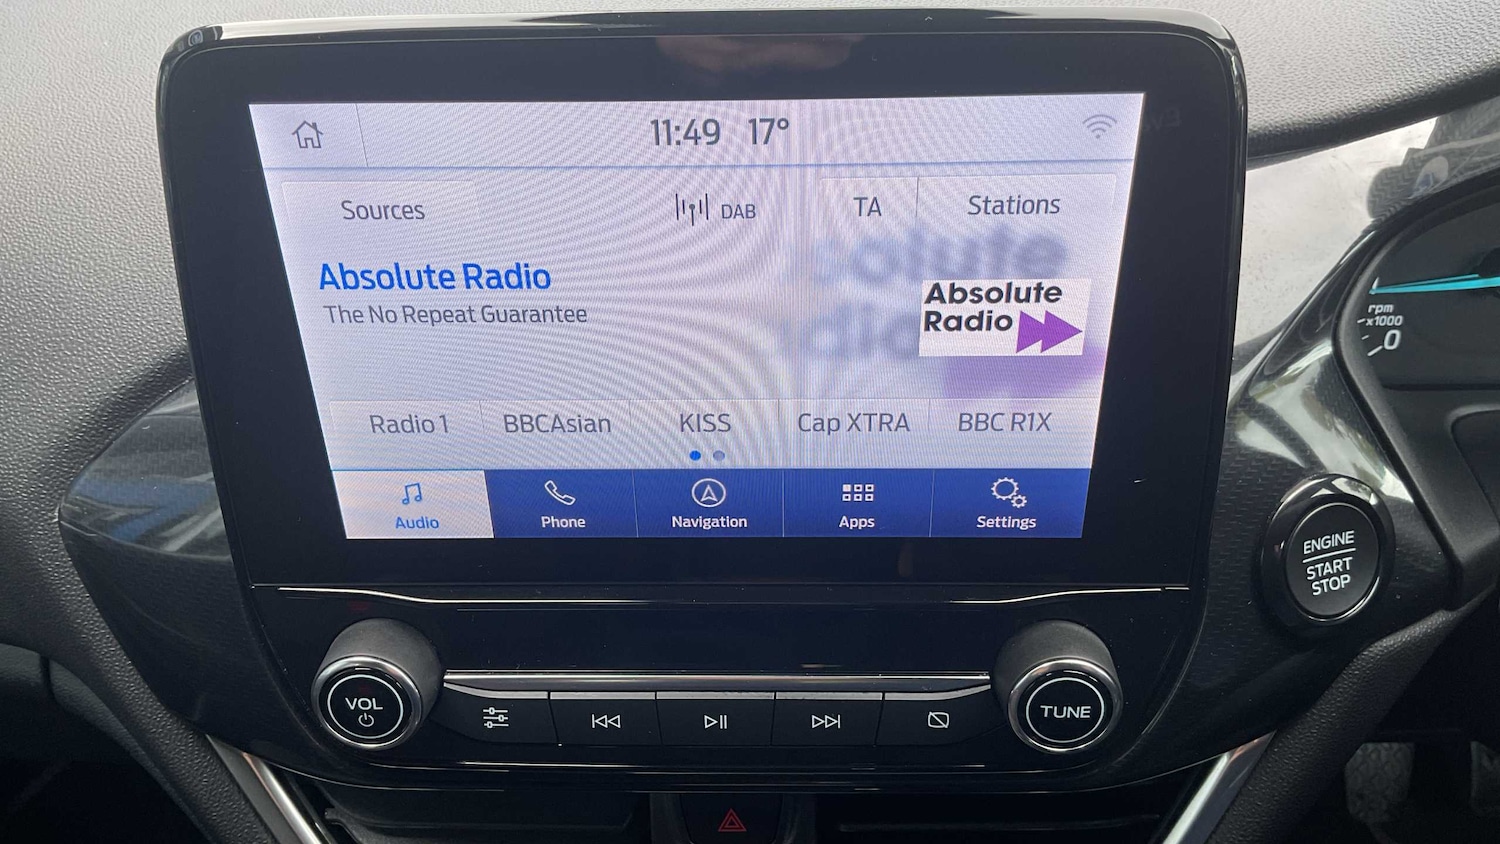 11:49 17°
Sources
DAB
TA
Stations
Absolute Radio
The No Repeat Guarantee
Absolute
Radio
Radio 1
BBCAsian
KISS
Cap XTRA
BBC R1X
Audio
Phone
Navigation
Apps
Settings
VOL
TUNE
rpm
x1000
0
ENGINE
START
STOP